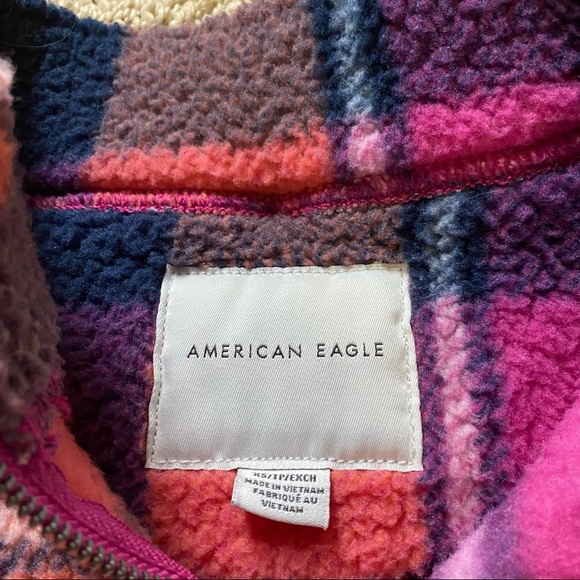 AMERICAN EAGLE
XS/TP/EXCH
MADE IN VIETNAM
FABRIQUÉ AU
VIETNAM